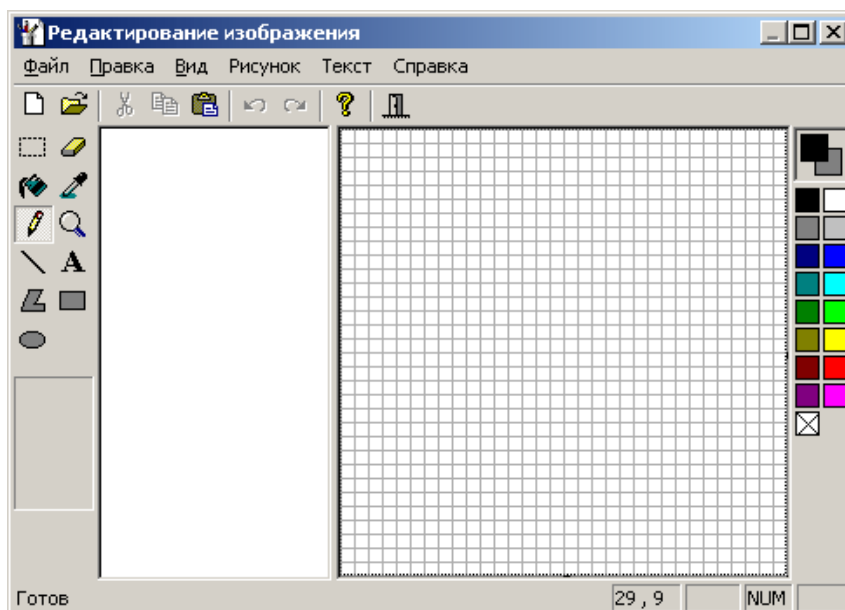 Редактирование изображения
Файл Правка Вид Рисунок Текст Справка
A
Готов 29 , 9 NUM